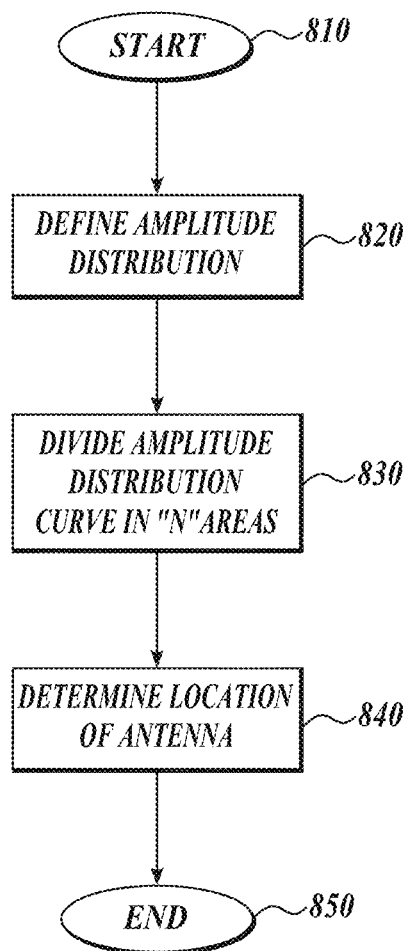 START
810
DEFINE AMPLITUDE
DISTRIBUTION
820
DIVIDE AMPLITUDE
DISTRIBUTION
CURVE IN "N" AREAS
830
DETERMINE LOCATION
OF ANTENNA
840
END
850